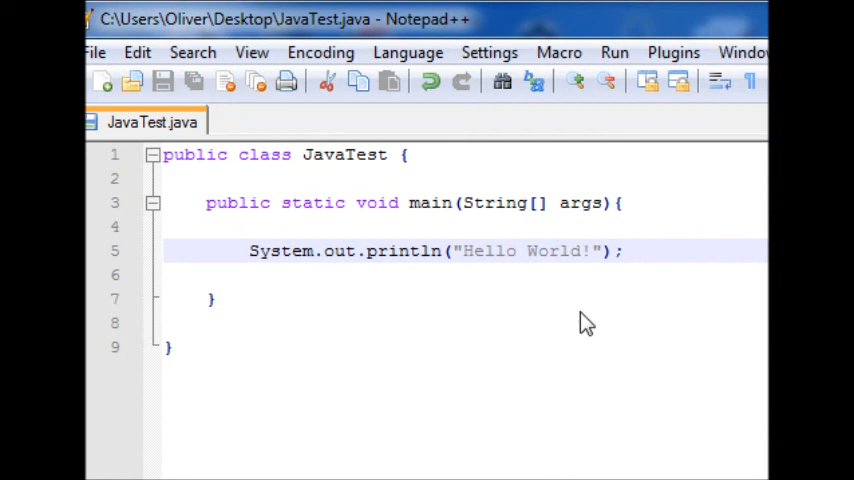 C:\Users\Oliver\Desktop\JavaTest.java - Notepad++
File Edit Search View Encoding Language Settings Macro Run Plugins Window
JavaTest.java
1 public class JavaTest {
2
3 public static void main(String[] args){
4
5 System.out.println("Hello World!");
6
7 }
8
9 }